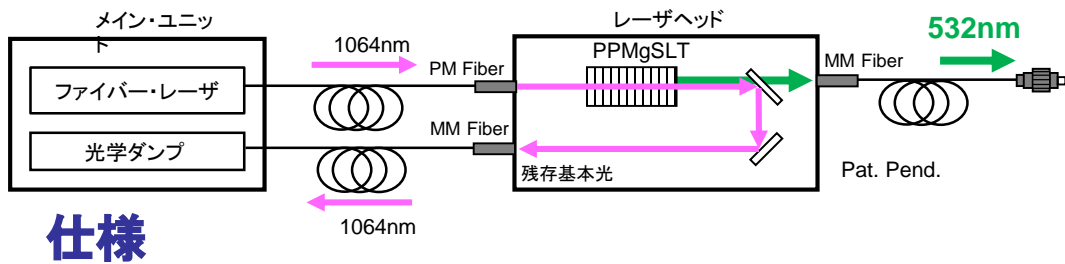 メイン・ユニッ
ト
レーザヘッド
532nm
1064nm
PPMgSLT
PM Fiber
MM Fiber
ファイバー・レーザ
MM Fiber
光学ダンプ
残存基本光
Pat. Pend.
1064nm
仕様